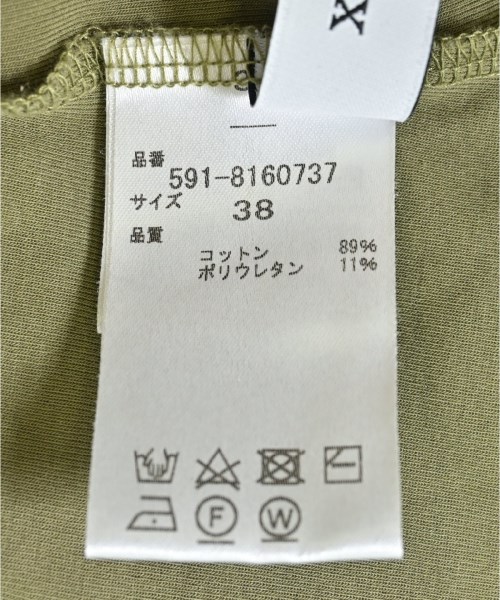 X
品番
591-8160737
サイズ
38
品質
コットン 89%
ポリウレタン 11%
F W